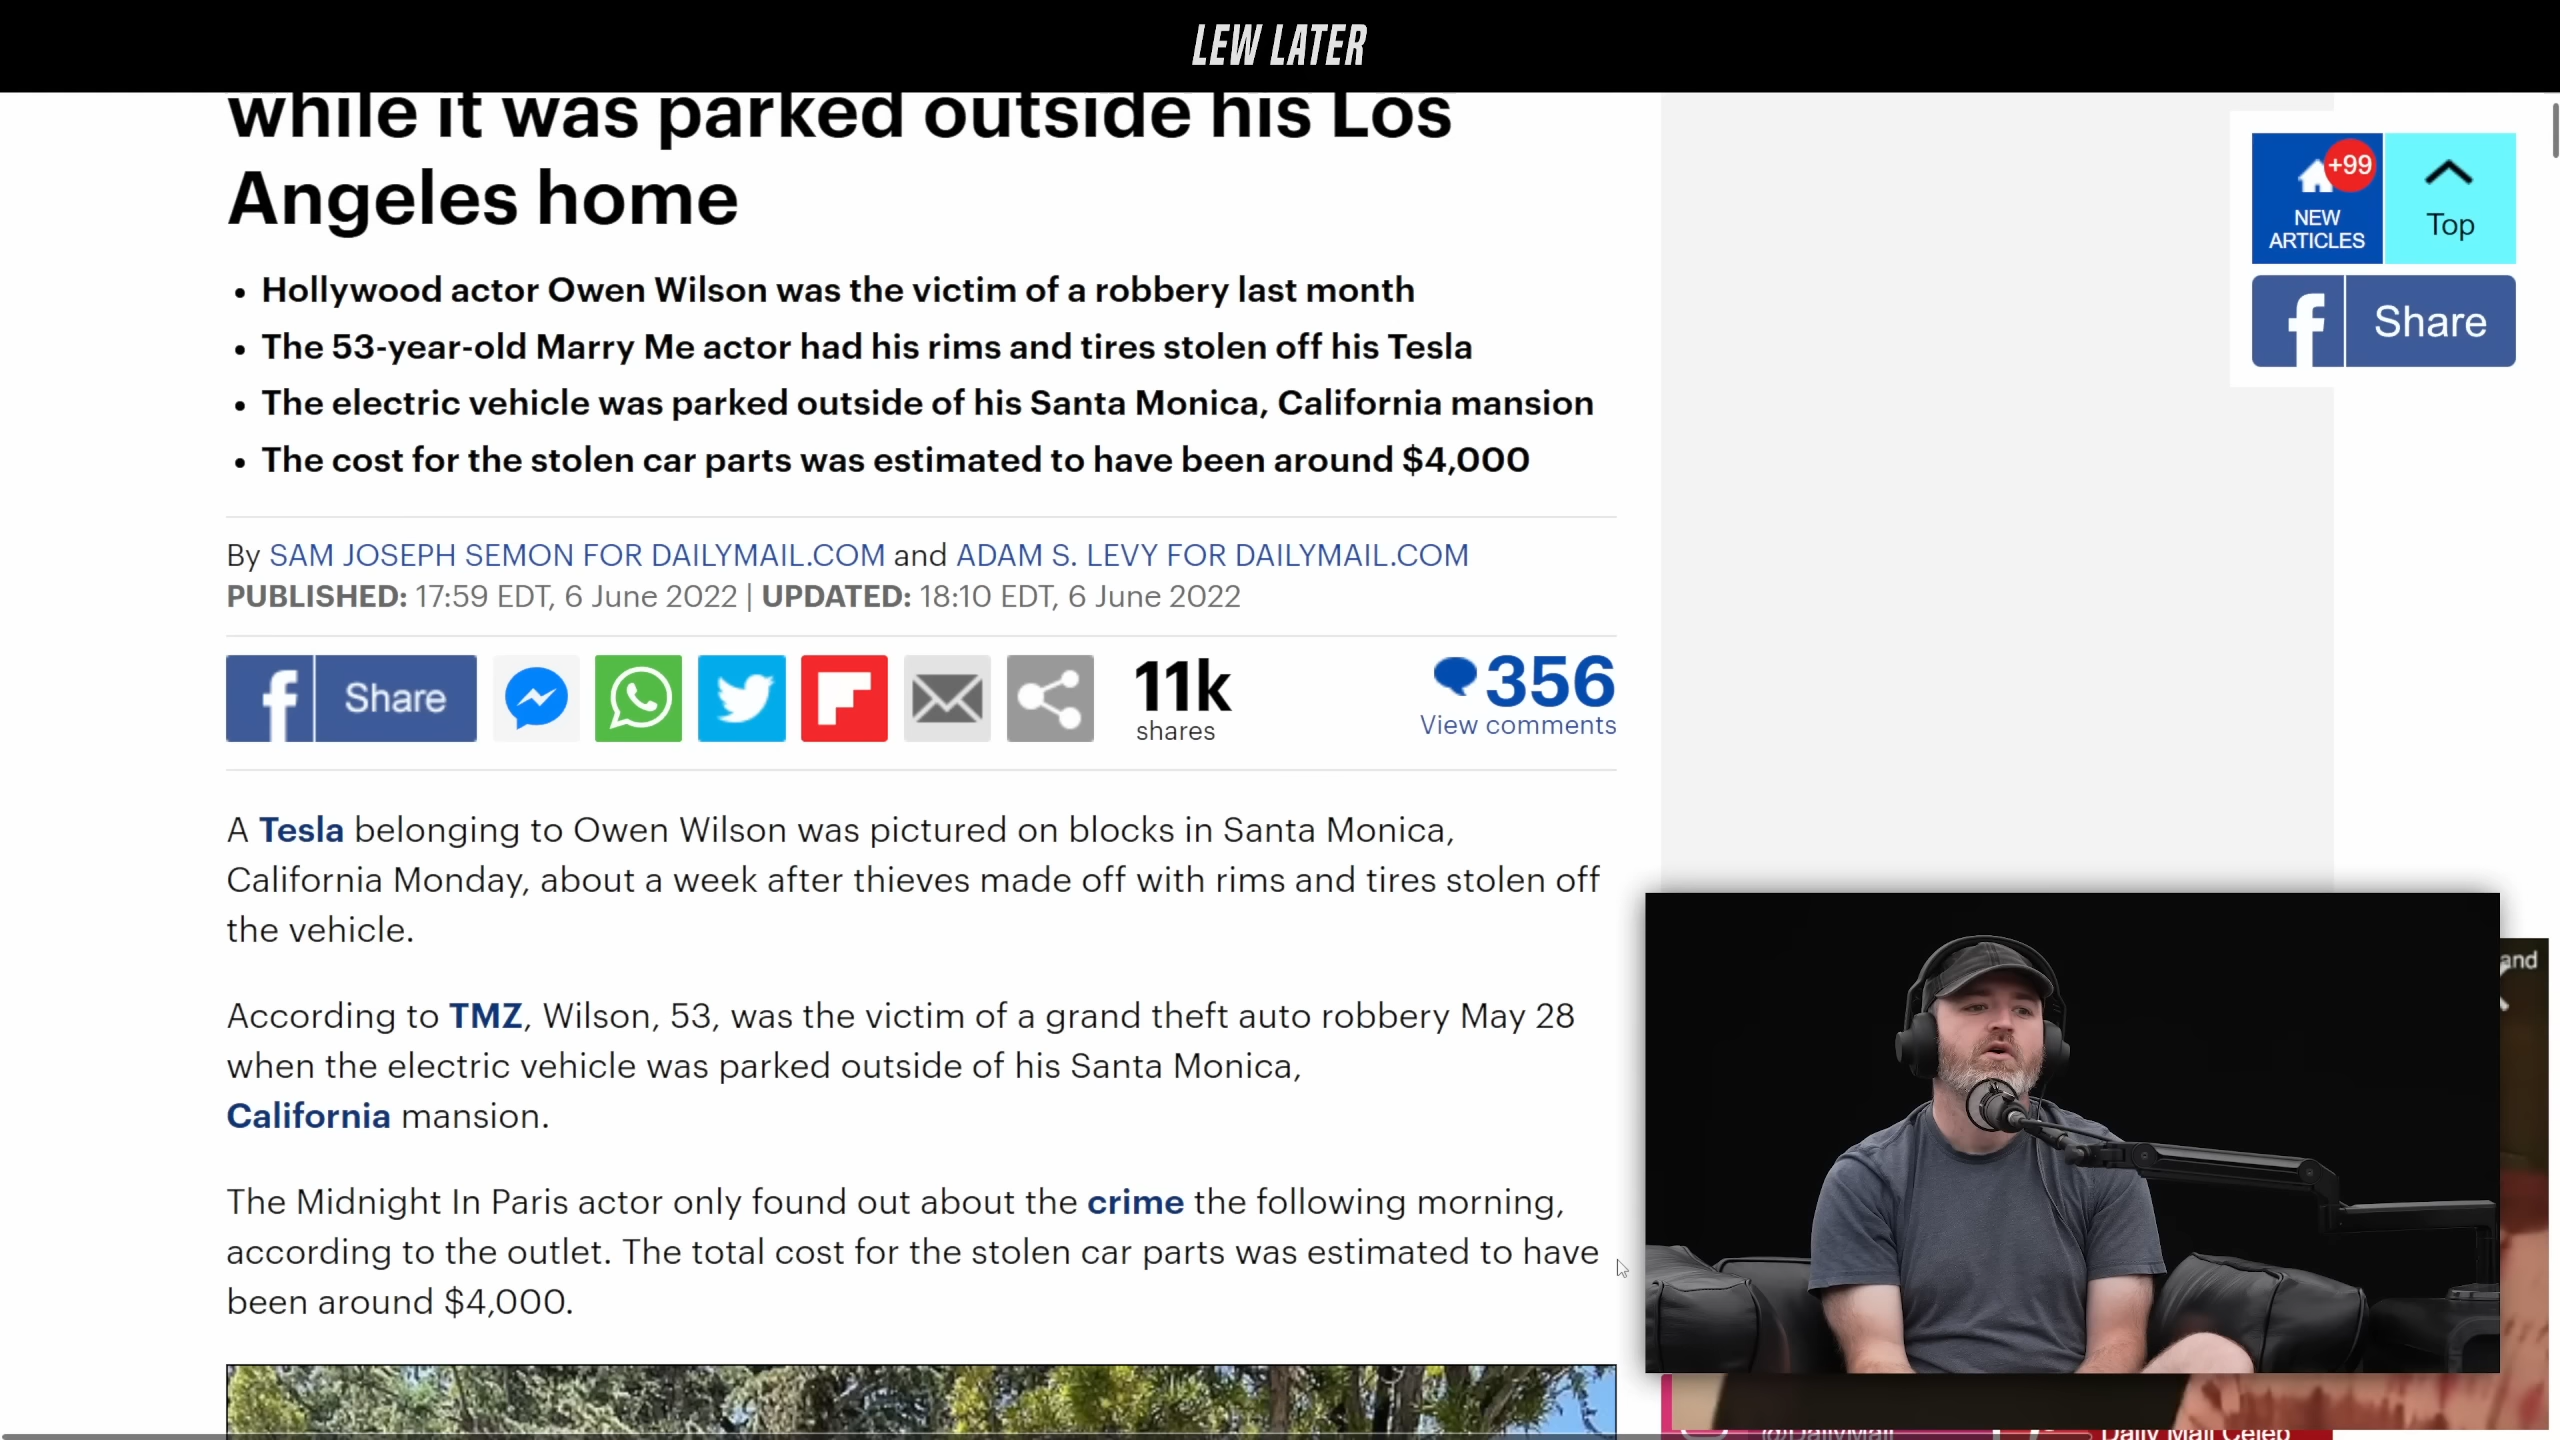 LEW LATER
while it was parked outside his Los
Angeles home
+99
NEW
ARTICLES
Top
Share
• Hollywood actor Owen Wilson was the victim of a robbery last month
• The 53-year-old Marry Me actor had his rims and tires stolen off his Tesla
• The electric vehicle was parked outside of his Santa Monica, California mansion
• The cost for the stolen car parts was estimated to have been around $4,000
By SAM JOSEPH SEMON FOR DAILYMAIL.COM and ADAM S. LEVY FOR DAILYMAIL.COM
PUBLISHED: 17:59 EDT, 6 June 2022 | UPDATED: 18:10 EDT, 6 June 2022
Share
11k
shares
356
View comments
A Tesla belonging to Owen Wilson was pictured on blocks in Santa Monica,
California Monday, about a week after thieves made off with rims and tires stolen off
the vehicle.
According to TMZ, Wilson, 53, was the victim of a grand theft auto robbery May 28
when the electric vehicle was parked outside of his Santa Monica,
California mansion.
The Midnight In Paris actor only found out about the crime the following morning,
according to the outlet. The total cost for the stolen car parts was estimated to have
been around $4,000.
and
@DailyMail
Daily Mail Celeb